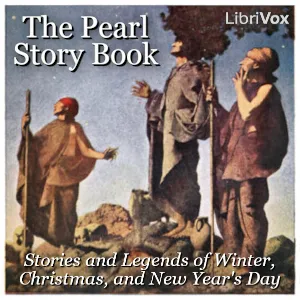 LibriVox
The Pearl
Story Book
Stories and Legends of Winter,
Christmas, and New Year's Day